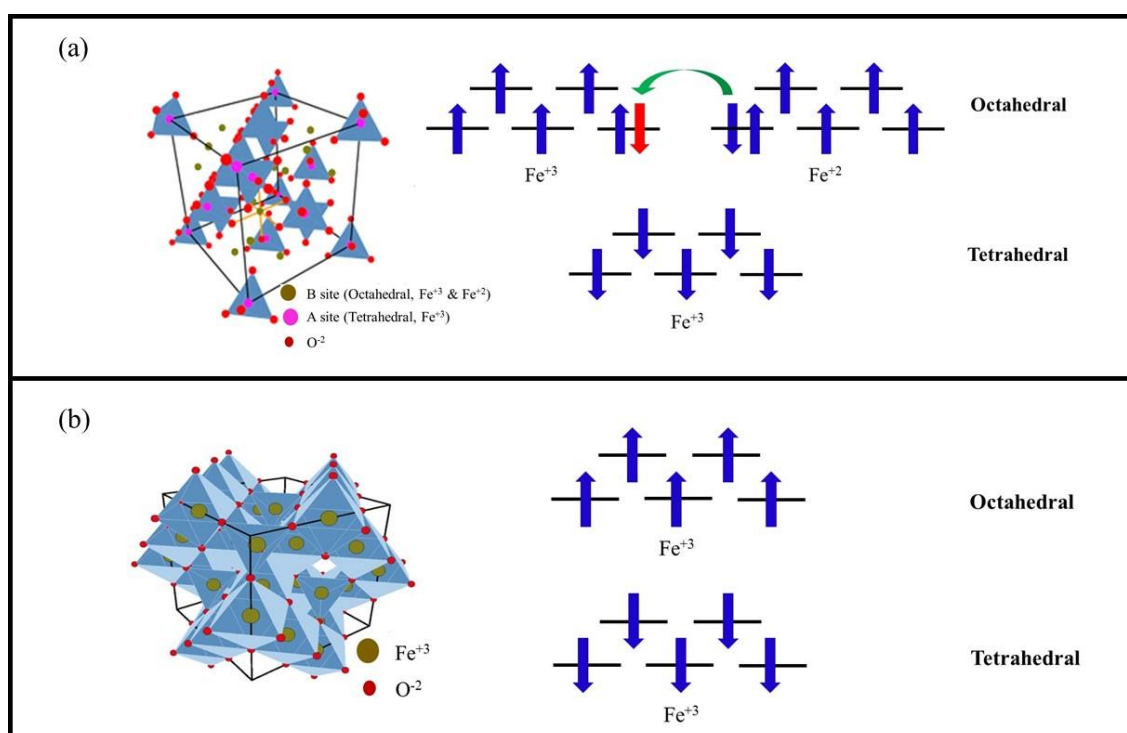 (a)
Octahedral
Fe⁺³
Fe⁺²
Tetrahedral
Fe⁺³
B site (Octahedral, Fe⁺³ & Fe⁺²)
A site (Tetrahedral, Fe⁺³)
O⁻²
(b)
Octahedral
Fe⁺³
Fe⁺³
O⁻²
Tetrahedral
Fe⁺³